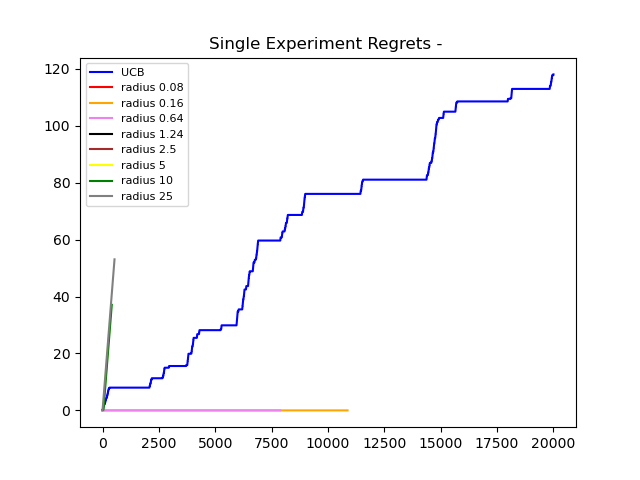 Single Experiment Regrets -
120
100
80
60
40
20
0
UCB
radius 0.08
radius 0.16
radius 0.64
radius 1.24
radius 2.5
radius 5
radius 10
radius 25
0 2500 5000 7500 10000 12500 15000 17500 20000